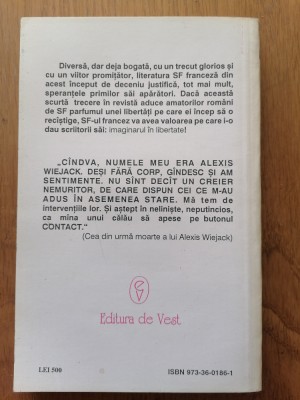 Diversă, dar deja bogată, cu un trecut glorios și
cu un viitor promițător, literatura SF franceză din
acest început de deceniu justifică, tot mai mult,
speranțele primilor săi apărători. Dacă această
scurtă trecere în revistă aduce amatorilor români
de SF parfumul unei libertăți pe care ei încep să o
recîștige, SF-ul francez va avea valoarea pe care i-o
dau scriitorii săi: imaginarul în libertate!
„CÎNDVA, NUMELE MEU ERA ALEXIS
WIEJACK, DEȘI FĂRĂ CORP, GÎNDESC ȘI AM
SENTIMENTE. NU SÎNT DECÎT UN CREIER
NEMURITOR, DE CARE DISPUN CEI CE M-AU
ADUS ÎN ASEMENEA STARE. Mă tem de
intervențiile lor. Și aștept în neliniște, neputincios,
ca mîna unui călău să apese pe butonul
CONTACT.“
(Cea din urmă moarte a lui Alexis Wiejack)
Editura de Vest
LEI 500
ISBN 973-36-0186-1